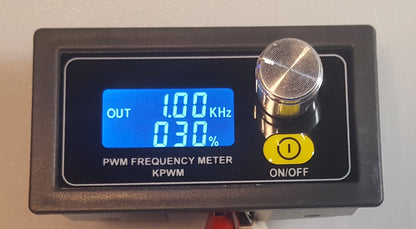 OUT 1.00 KHz
030%
PWM FREQUENCY METER
KPWM
ON/OFF